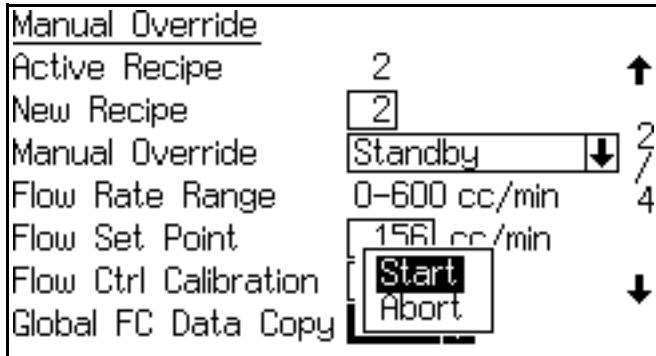 Manual Override
Active Recipe 2
New Recipe 2
Manual Override Standby
Flow Rate Range 0-600 cc/min
Flow Set Point 156 cc/min
Flow Ctrl Calibration Start
Abort
Global FC Data Copy
2/4